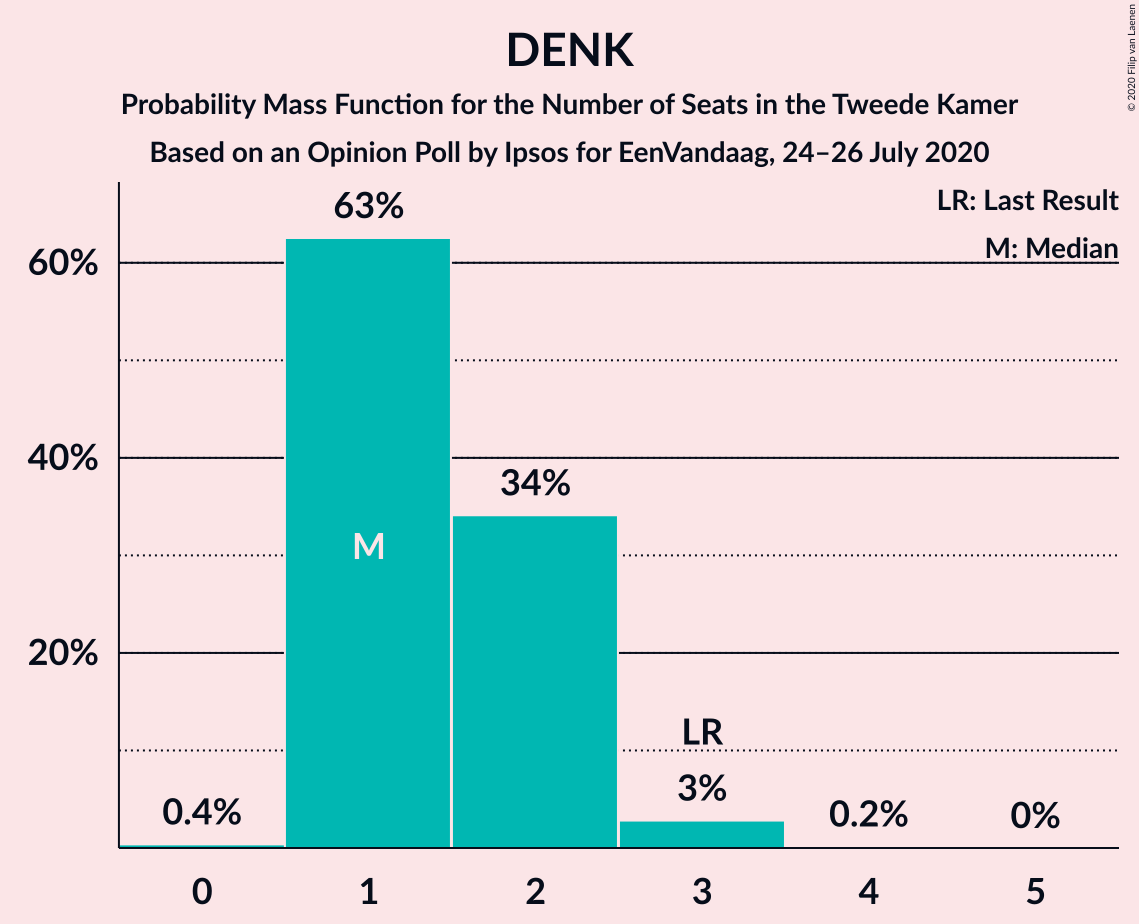 DENK
Probability Mass Function for the Number of Seats in the Tweede Kamer
Based on an Opinion Poll by Ipsos for EenVandaag, 24–26 July 2020
© 2020 Filip van Laenen
LR: Last Result
M: Median
63%
60%
40%
34%
M
20%
LR
3%
0.4%
0.2%
0%
0 1 2 3 4 5